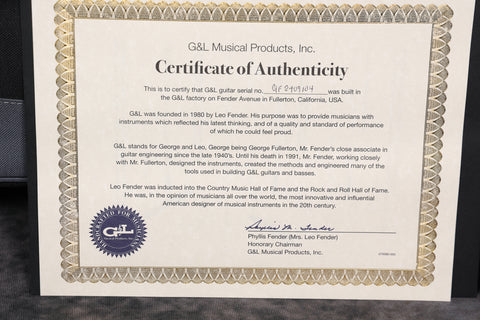 G&L Musical Products, Inc.
Certificate of Authenticity
This is to certify that G&L guitar serial no. was built in
the G&L factory on Fender Avenue in Fullerton, California, USA.
G&L was founded in 1980 by Leo Fender. His purpose was to provide musicians with
instruments which reflected his latest thinking, and of a quality and standard of performance
of which he could feel proud.
G&L stands for George and Leo, George being George Fullerton, Mr. Fender's close associate in
guitar engineering since the late 1940's. Until his death in 1991, Mr. Fender, working closely
with Mr. Fullerton, designed the instruments, created the methods and engineered many of the
tools used in building G&L guitars and basses.
Leo Fender was inducted into the Country Music Hall of Fame and the Rock and Roll Hall of Fame.
He was, in the opinion of musicians all over the world, the most innovative and influential
American designer of musical instruments in the 20th century.
G&L
Phyllis M. Fender
Phyllis Fender (Mrs. Leo Fender)
Honorary Chairman
G&L Musical Products, Inc.